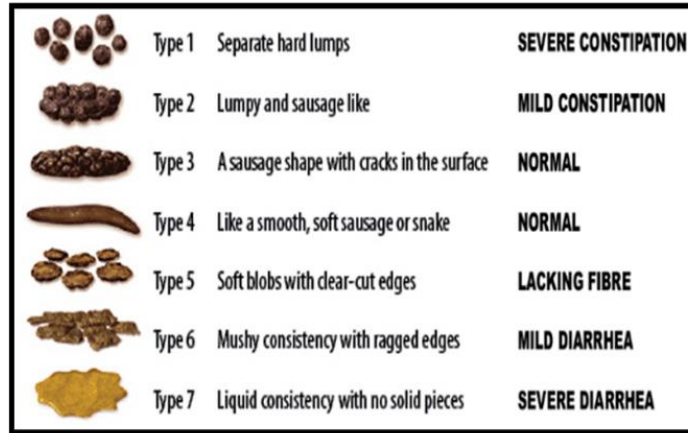 Type 1 Separate hard lumps SEVERE CONSTIPATION
Type 2 Lumpy and sausage like MILD CONSTIPATION
Type 3 A sausage shape with cracks in the surface NORMAL
Type 4 Like a smooth, soft sausage or snake NORMAL
Type 5 Soft blobs with clear-cut edges LACKING FIBRE
Type 6 Mushy consistency with ragged edges MILD DIARRHEA
Type 7 Liquid consistency with no solid pieces SEVERE DIARRHEA